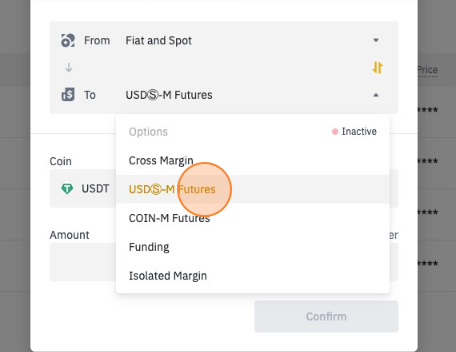 From Fiat and Spot
Price
To USDⓈ-M Futures
****
Options Inactive
Coin
Cross Margin
USDT
USDⓈ-M Futures
****
COIN-M Futures
Amount
er
Funding
****
Isolated Margin
Confirm
****